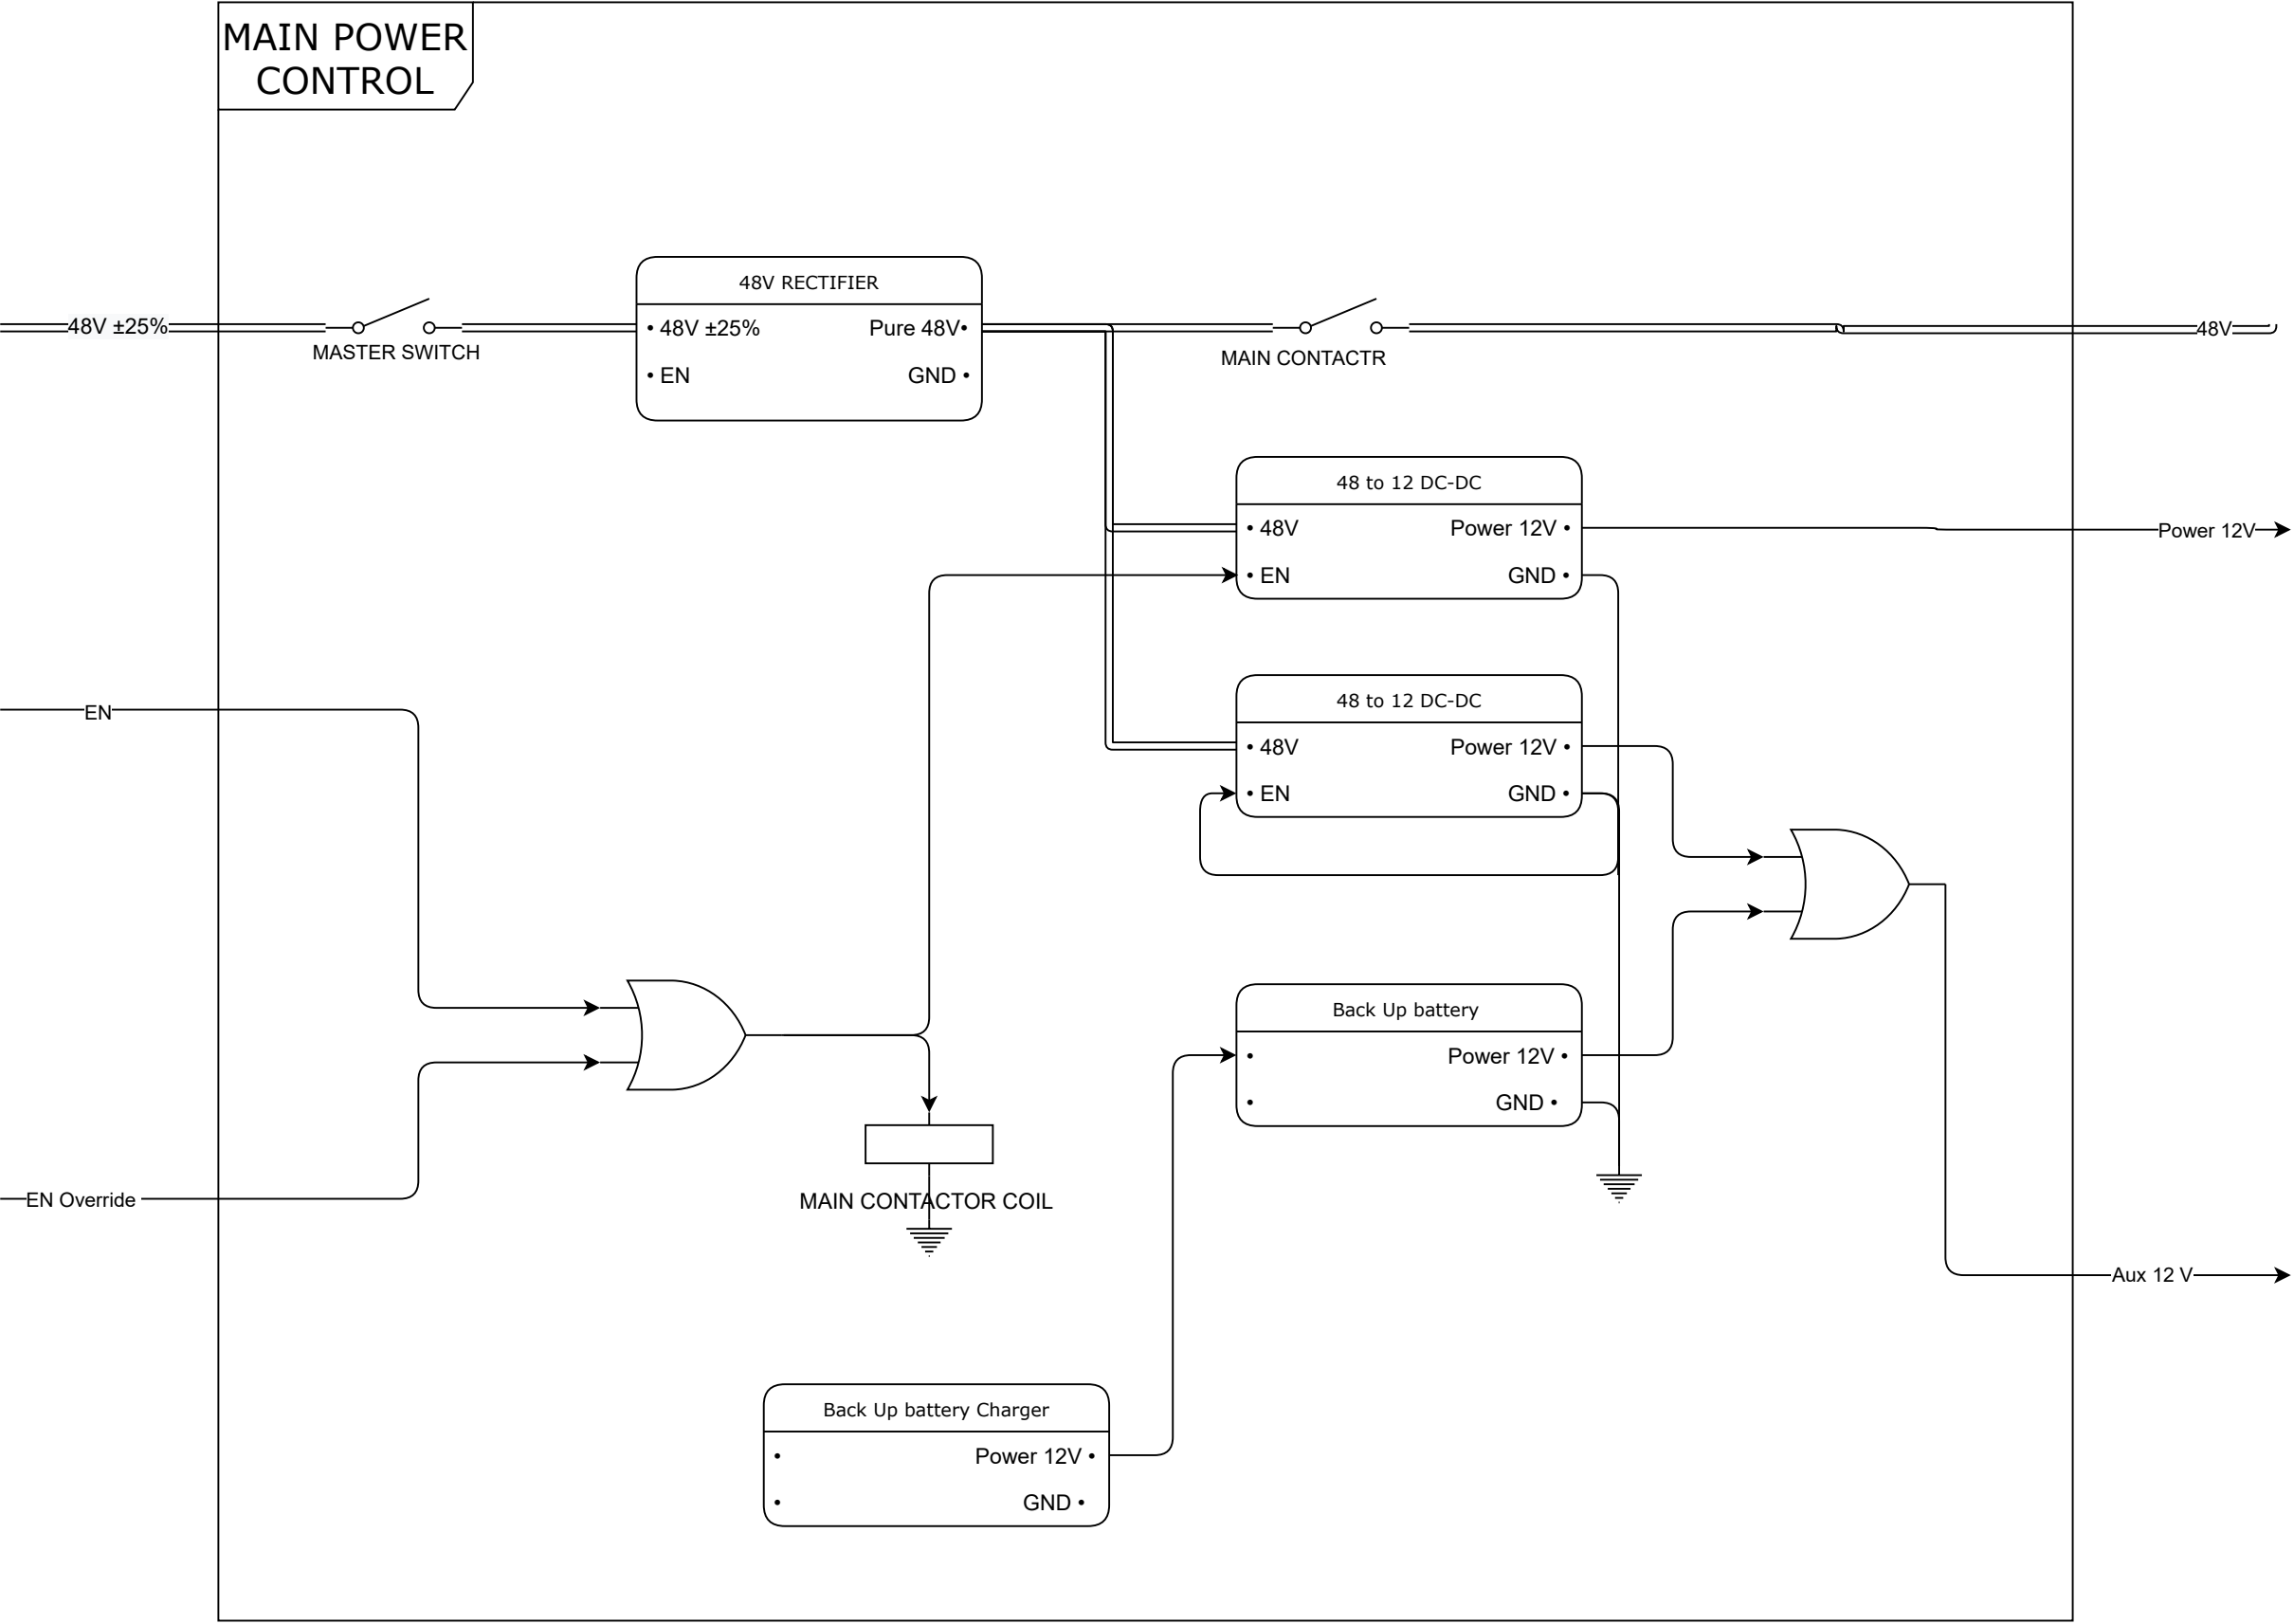 MAIN POWER
CONTROL
48V RECTIFIER
48V ±25%
• 48V ±25%
Pure 48V•
48V
MASTER SWITCH
MAIN CONTACTR
• EN
GND •
48 to 12 DC-DC
• 48V
Power 12V •
Power 12V
• EN
GND •
48 to 12 DC-DC
EN
• 48V
Power 12V •
• EN
GND •
Back Up battery
•
Power 12V •
•
GND •
EN Override
MAIN CONTACTOR COIL
Aux 12 V
Back Up battery Charger
•
Power 12V •
•
GND •